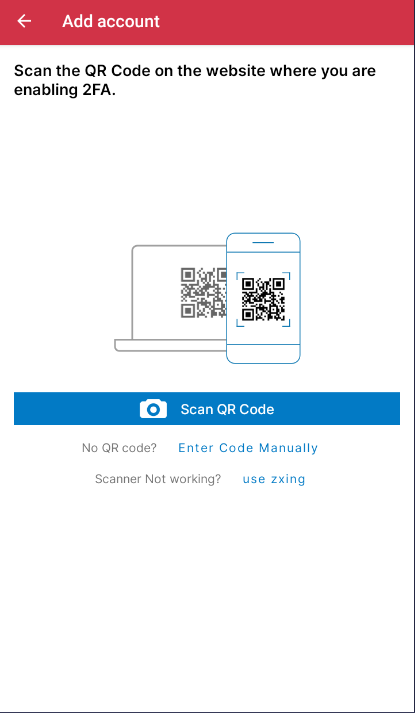 Add account
Scan the QR Code on the website where you are
enabling 2FA.
Scan QR Code
No QR code? Enter Code Manually
Scanner Not working? use zxing